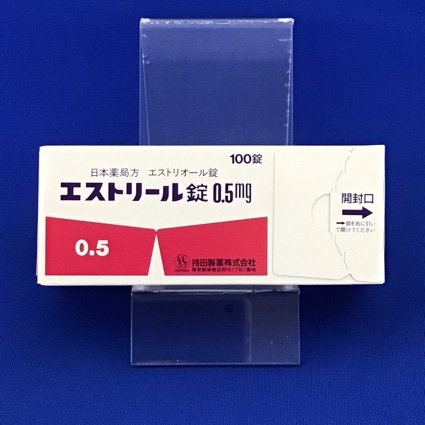 100錠
日本薬局方 エストリオール錠
エストリール錠 0.5mg
開封口
0.5
持田製薬株式会社